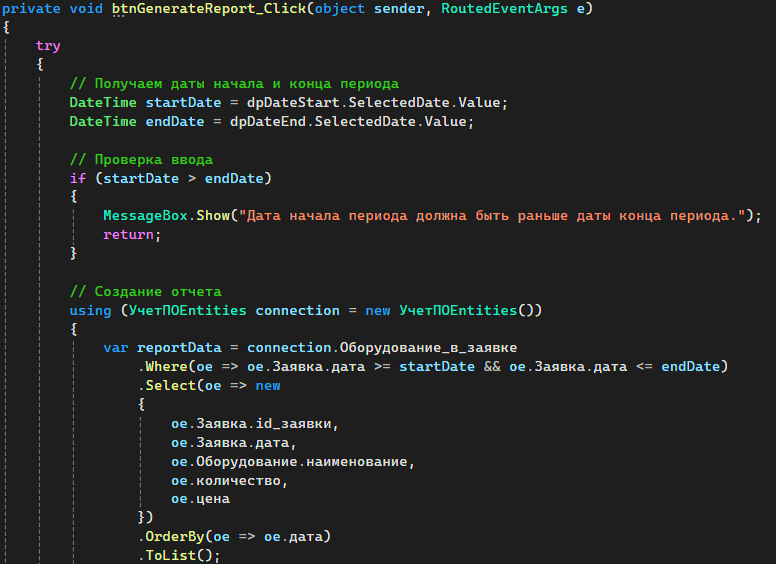 private void btnGenerateReport_Click(object sender, RoutedEventArgs e)
{
try
{
// Получаем даты начала и конца периода
DateTime startDate = dpDateStart.SelectedDate.Value;
DateTime endDate = dpDateEnd.SelectedDate.Value;
// Проверка ввода
if (startDate > endDate)
{
MessageBox.Show("Дата начала периода должна быть раньше даты конца периода.");
return;
}
// Создание отчета
using (УчетПОEntities connection = new УчетПОEntities())
{
var reportData = connection.Оборудование_в_заявке
.Where(oe => oe.Заявка.дата >= startDate && oe.Заявка.дата <= endDate)
.Select(oe => new
{
oe.Заявка.id_заявки,
oe.Заявка.дата,
oe.Оборудование.наименование,
oe.количество,
oe.цена
})
.OrderBy(oe => oe.дата)
.ToList();